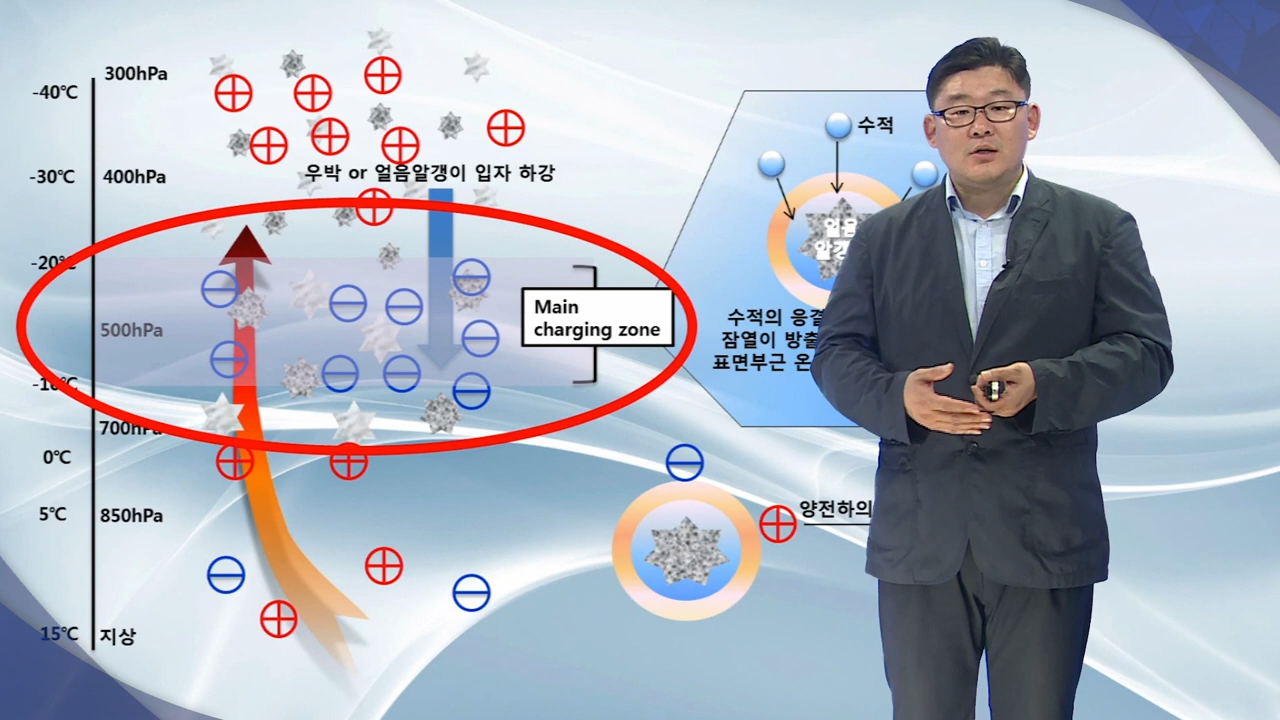 -40℃
300hPa
-30℃
400hPa
우박 or 얼음알갱이 입자 하강
-20℃
Main
charging zone
500hPa
700hPa
0℃
5℃
850hPa
15℃
지상
수적
수적의 응결
잠열이 방출
표면부근 온
양전하의